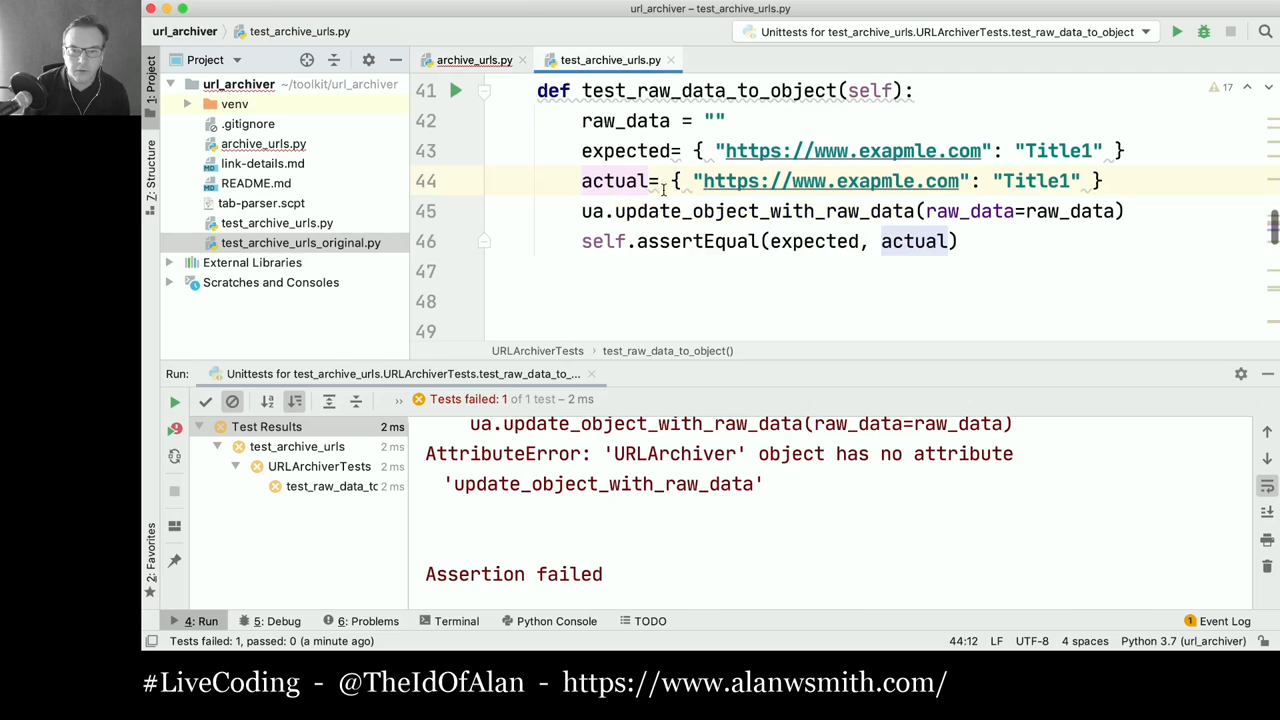 url_archiver – test_archive_urls.py
url_archiver
test_archive_urls.py
Unittests for test_archive_urls.URLArchiverTests.test_raw_data_to_object
1: Project
Project
archive_urls.py
test_archive_urls.py
url_archiver ~/toolkit/url_archiver
venv
.gitignore
archive_urls.py
link-details.md
README.md
tab-parser.scpt
test_archive_urls.py
test_archive_urls_original.py
External Libraries
Scratches and Consoles
Structure
2: Favorites
17
41 def test_raw_data_to_object(self):
42 raw_data = ""
43 expected= { "https://www.exapmle.com": "Title1" }
44 actual= { "https://www.exapmle.com": "Title1" }
45 ua.update_object_with_raw_data(raw_data=raw_data)
46 self.assertEqual(expected, actual)
47
48
49
URLArchiverTests
test_raw_data_to_object()
Run:
Unittests for test_archive_urls.URLArchiverTests.test_raw_data_to_...
» Tests failed: 1 of 1 test – 2 ms
Test Results 2 ms
test_archive_urls 2 ms
URLArchiverTests 2 ms
test_raw_data_tc 2 ms
ua.update_object_with_raw_data(raw_data=raw_data)
AttributeError: 'URLArchiver' object has no attribute
'update_object_with_raw_data'
Assertion failed
4: Run
5: Debug
6: Problems
Terminal
Python Console
TODO
1 Event Log
Tests failed: 1, passed: 0 (a minute ago)
44:12 LF UTF-8 4 spaces Python 3.7 (url_archiver)
#LiveCoding - @TheIdOfAlan - https://www.alanwsmith.com/